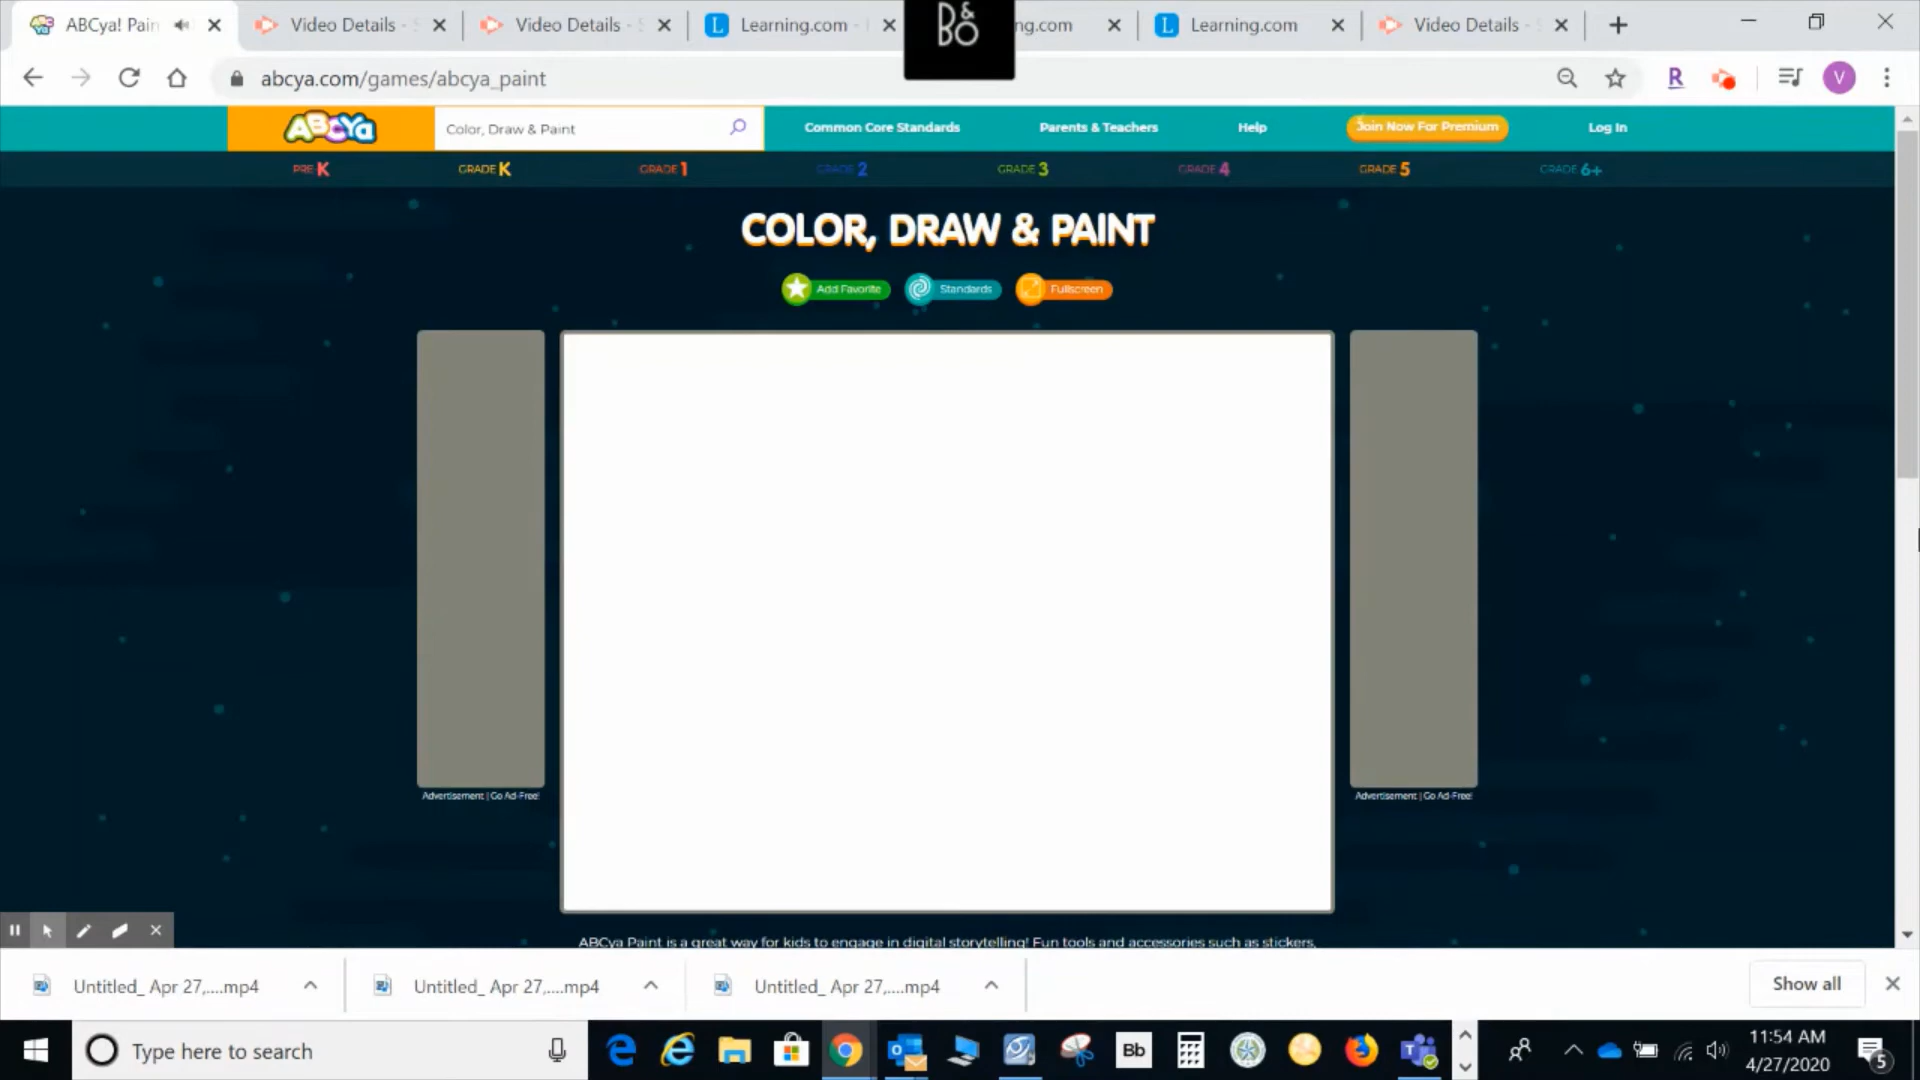 ABCya! Pain
Video Details - S
Video Details - S
Learning.com -
B&O
ng.com
Learning.com
Video Details - S
abcya.com/games/abcya_paint
R
V
ABCYa
Color, Draw & Paint
Common Core Standards
Parents & Teachers
Help
Join Now For Premium
Log In
PRE K
GRADE K
GRADE 1
GRADE 2
GRADE 3
GRADE 4
GRADE 5
GRADE 6+
COLOR, DRAW & PAINT
Add Favorite
Standards
Fullscreen
Advertisement | Go Ad-Free!
Advertisement | Go Ad-Free!
ABCya Paint is a great way for kids to engage in digital storytelling! Fun tools and accessories such as stickers,
Untitled_ Apr 27,....mp4
Untitled_ Apr 27,....mp4
Untitled_ Apr 27,....mp4
Show all
Type here to search
Bb
11:54 AM
4/27/2020
5